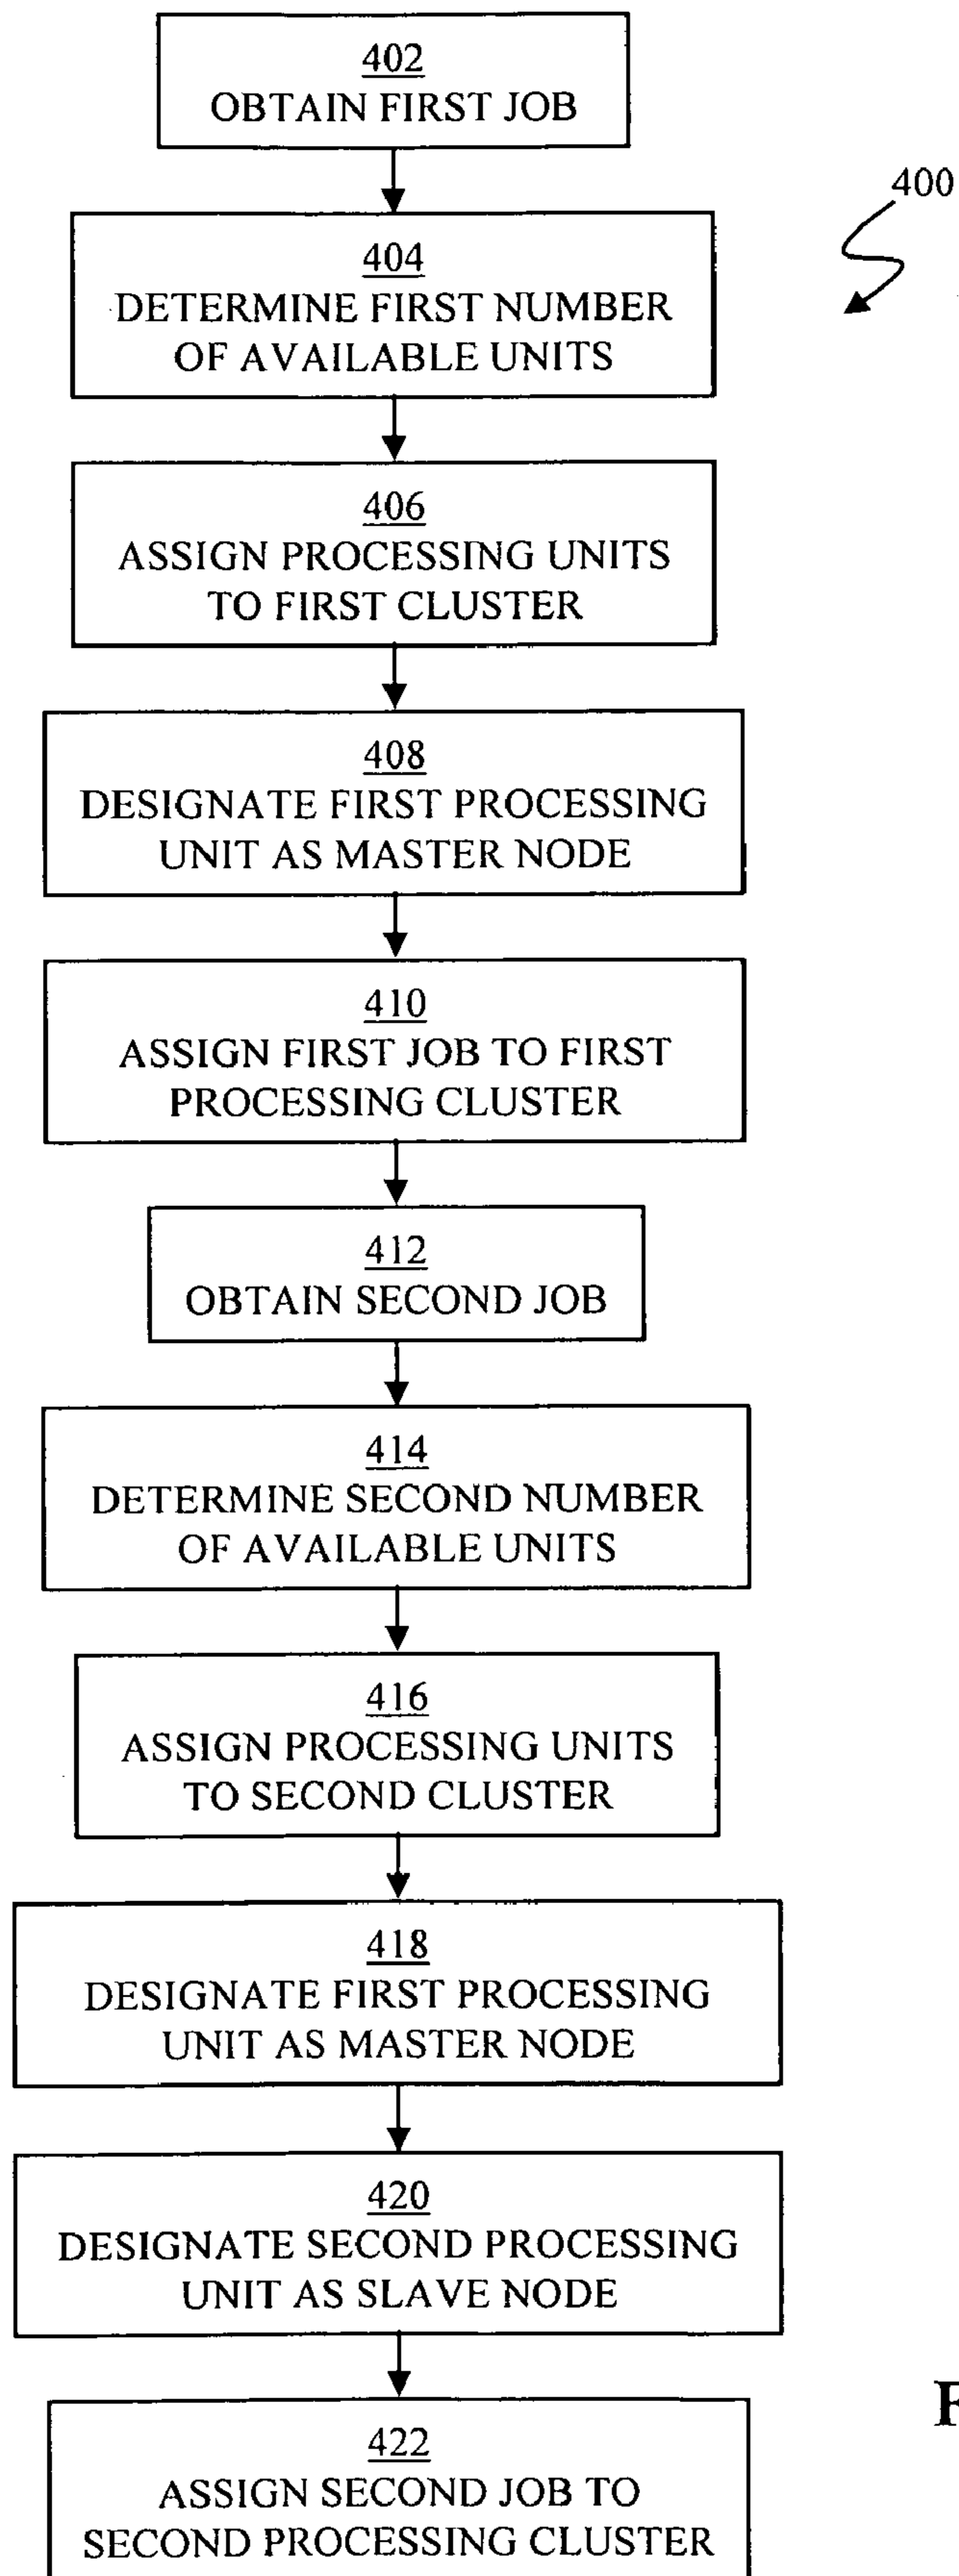 402
OBTAIN FIRST JOB
400
404
DETERMINE FIRST NUMBER
OF AVAILABLE UNITS
406
ASSIGN PROCESSING UNITS
TO FIRST CLUSTER
408
DESIGNATE FIRST PROCESSING
UNIT AS MASTER NODE
410
ASSIGN FIRST JOB TO FIRST
PROCESSING CLUSTER
412
OBTAIN SECOND JOB
414
DETERMINE SECOND NUMBER
OF AVAILABLE UNITS
416
ASSIGN PROCESSING UNITS
TO SECOND CLUSTER
418
DESIGNATE FIRST PROCESSING
UNIT AS MASTER NODE
420
DESIGNATE SECOND PROCESSING
UNIT AS SLAVE NODE
422
ASSIGN SECOND JOB TO
SECOND PROCESSING CLUSTER